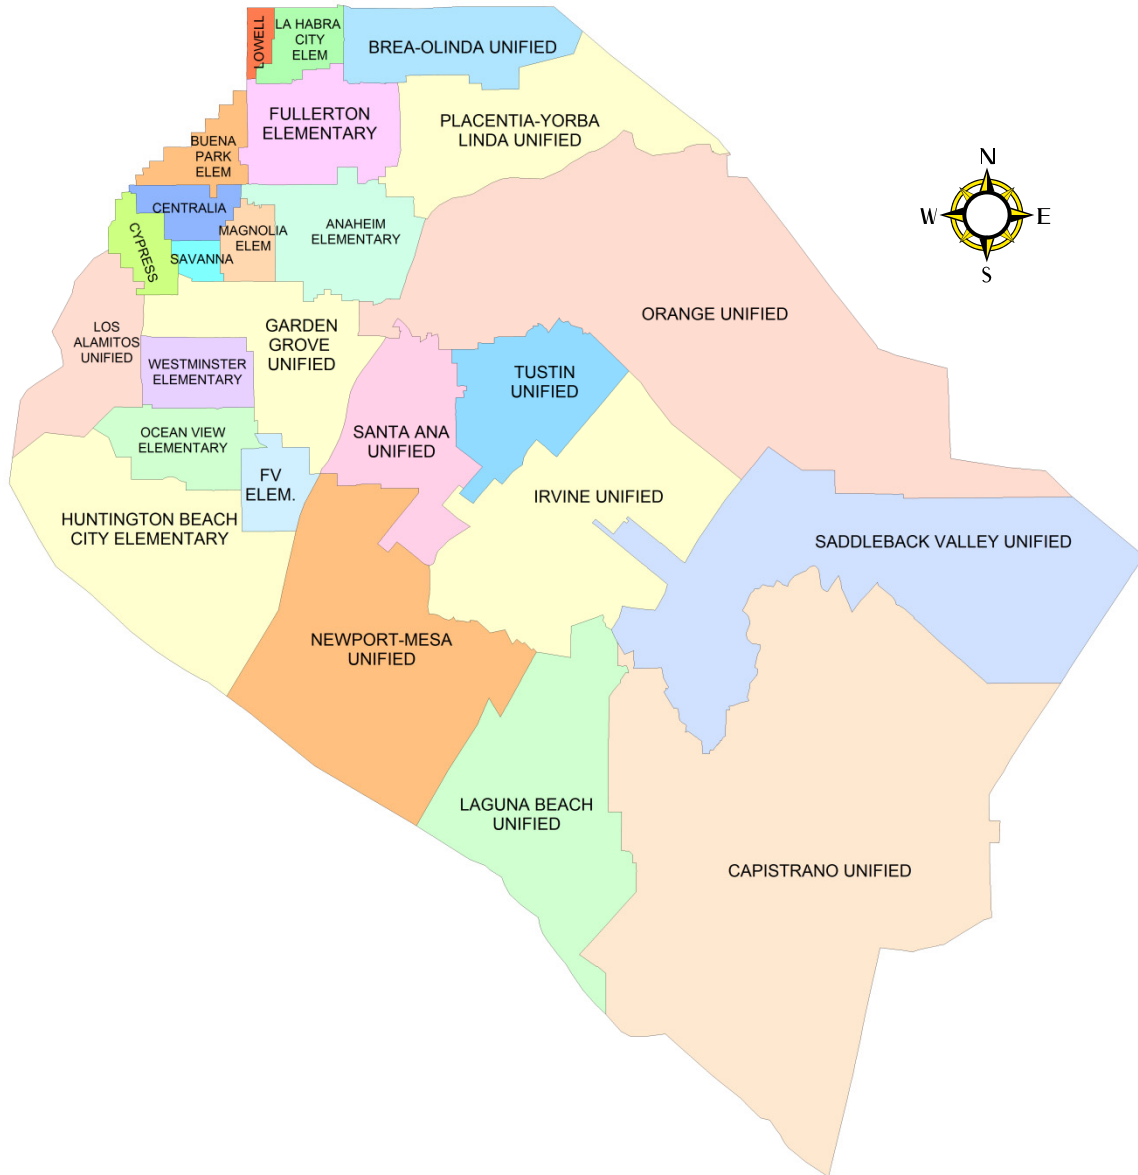 LOWELL
LA HABRA
CITY
ELEM
BREA-OLINDA UNIFIED
FULLERTON
ELEMENTARY
PLACENTIA-YORBA
LINDA UNIFIED
BUENA
PARK
ELEM
N
W
E
S
CENTRALIA
CYPRESS
MAGNOLIA
ELEM
ANAHEIM
ELEMENTARY
SAVANNA
ORANGE UNIFIED
LOS
ALAMITOS
UNIFIED
GARDEN
GROVE
UNIFIED
WESTMINSTER
ELEMENTARY
TUSTIN
UNIFIED
OCEAN VIEW
ELEMENTARY
SANTA ANA
UNIFIED
FV
ELEM.
IRVINE UNIFIED
HUNTINGTON BEACH
CITY ELEMENTARY
SADDLEBACK VALLEY UNIFIED
NEWPORT-MESA
UNIFIED
LAGUNA BEACH
UNIFIED
CAPISTRANO UNIFIED